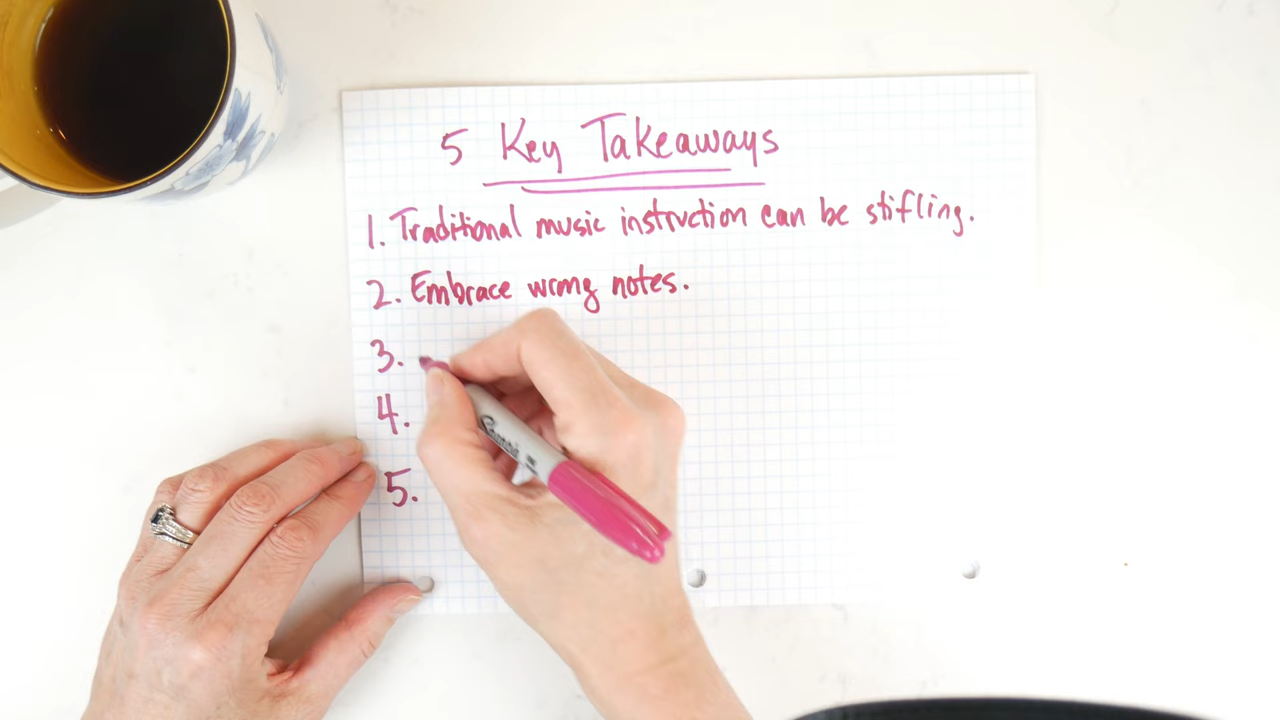 5 Key Takeaways
1. Traditional music instruction can be stifling.
2. Embrace wrong notes.
3.
4.
5.